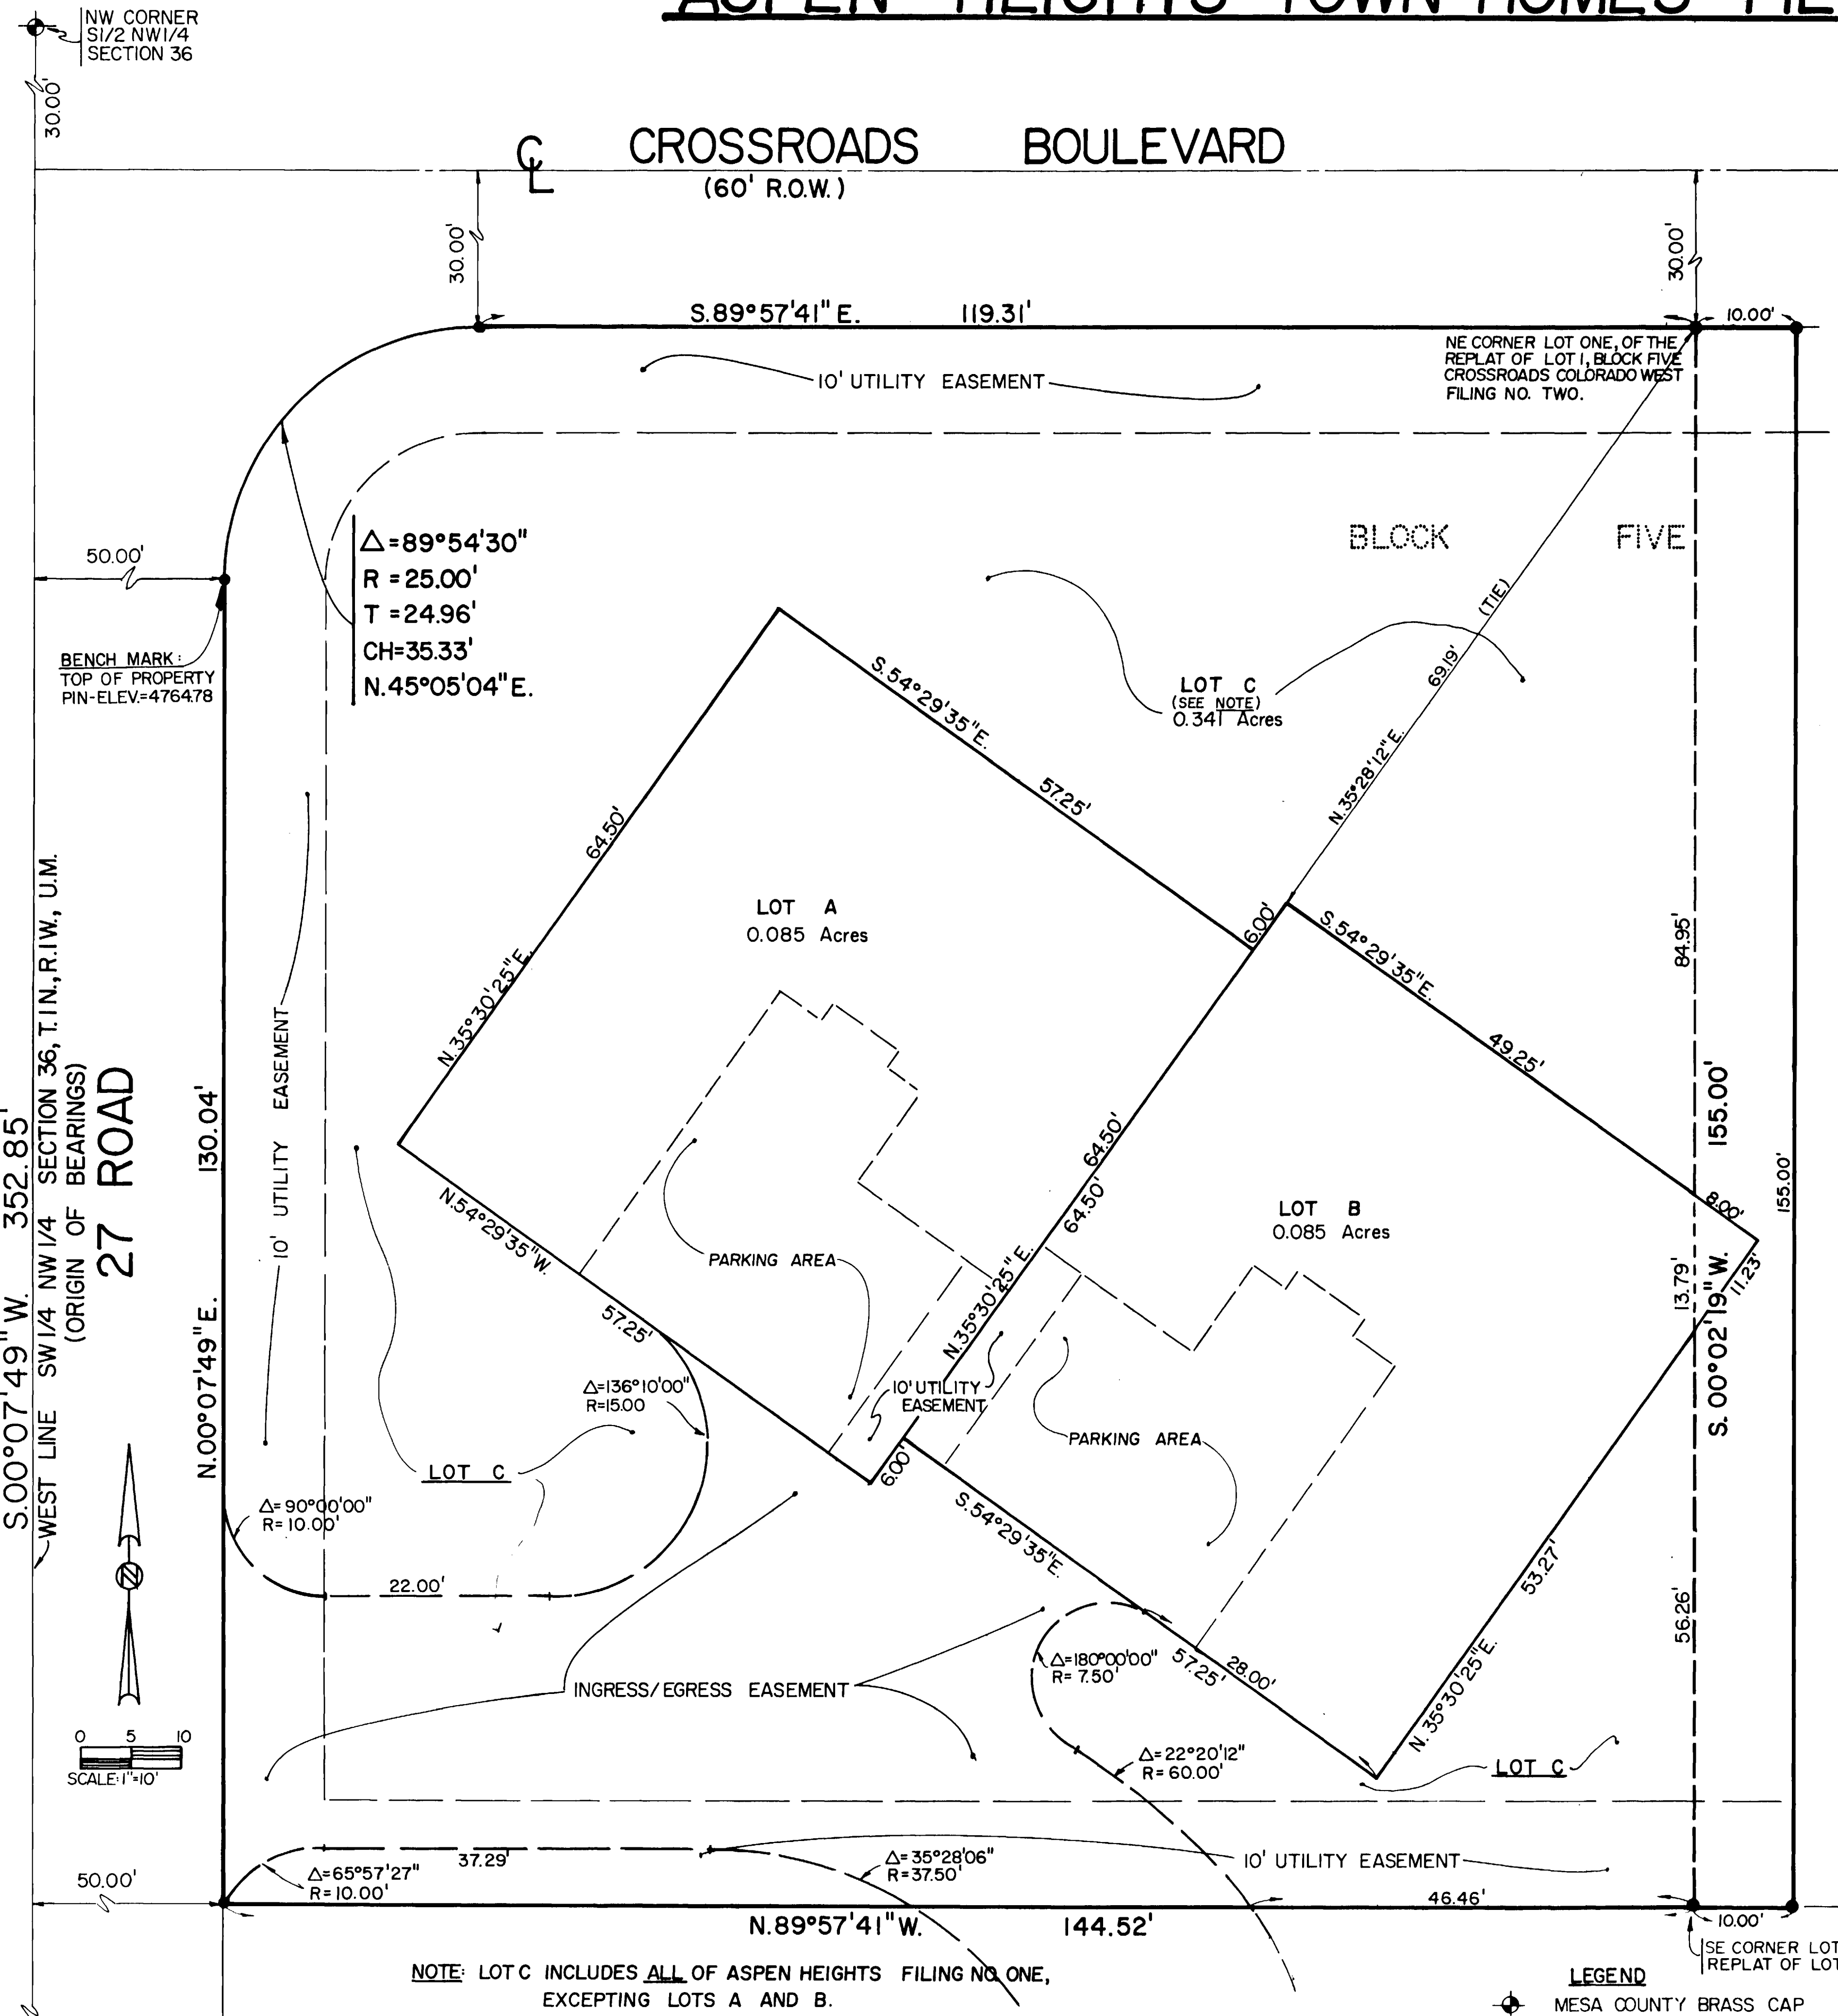 ASPEN HEIGHTS TOWN HOMES
NW CORNER
S1/2 NW1/4
SECTION 36
30.00'
CROSSROADS BOULEVARD
(60' R.O.W.)
30.00'
30.00'
S.89°57'41"E. 119.31'
10.00'
NE CORNER LOT ONE, OF THE
REPLAT OF LOT 1, BLOCK FIVE
CROSSROADS COLORADO WEST
FILING NO. TWO.
10' UTILITY EASEMENT
BLOCK FIVE
50.00'
△=89°54'30"
R =25.00'
T =24.96'
CH=35.33'
N.45°05'04"E.
BENCH MARK:
TOP OF PROPERTY
PIN-ELEV.=4764.78
(TIE)
69.19'
N.35°28'12"E.
LOT C
(SEE NOTE)
0.341 Acres
S.54°29'35"E.
57.25'
64.50'
N.35°30'25"E.
LOT A
0.085 Acres
6.00'
S.54°29'35"E.
49.25'
8.00'
84.95'
155.00'
155.00'
S.00°07'49"W. 352.85'
WEST LINE SW1/4 NW1/4 SECTION 36, T.1N., R.1W., U.M.
(ORIGIN OF BEARINGS)
27 ROAD
N.00°07'49"E. 130.04'
10' UTILITY EASEMENT
N.54°29'35"W.
57.25'
PARKING AREA
64.50'
64.50'
N.35°30'25"E.
LOT B
0.085 Acres
13.79'
S. 00°02'19"W.
11.23'
△=136°10'00"
R=15.00
10' UTILITY
EASEMENT
PARKING AREA
6.00'
LOT C
△=90°00'00"
R=10.00'
22.00'
S.54°29'35"E.
57.25'
28.00'
53.27'
N. 35°30'25"E.
56.26'
△=180°00'00"
R= 7.50'
INGRESS/EGRESS EASEMENT
N
0 5 10
SCALE: 1"=10'
△=22°20'12"
R= 60.00'
LOT C
50.00'
△=65°57'27"
R=10.00'
37.29'
△=35°28'06"
R=37.50'
10' UTILITY EASEMENT
46.46'
N.89°57'41"W. 144.52'
10.00'
SE CORNER LOT
REPLAT OF LOT
NOTE: LOT C INCLUDES ALL OF ASPEN HEIGHTS FILING NO. ONE,
EXCEPTING LOTS A AND B.
LEGEND
MESA COUNTY BRASS CAP